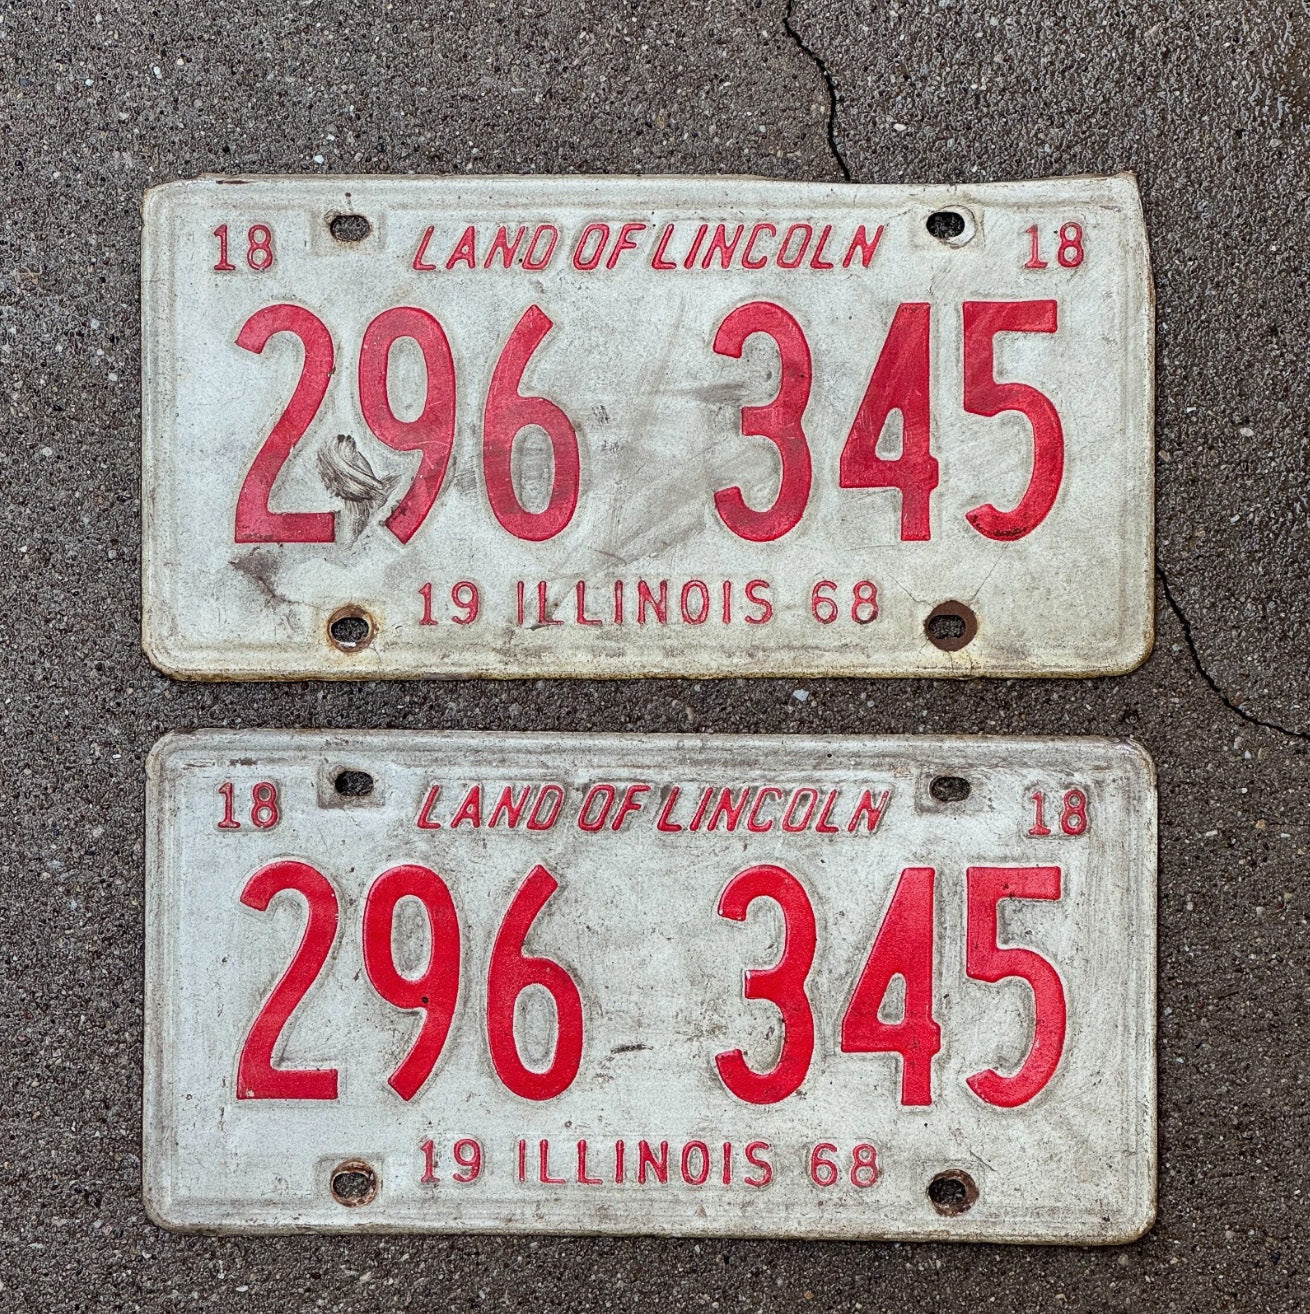 18 LAND OF LINCOLN 18
296 345
19 ILLINOIS 68
18 LAND OF LINCOLN 18
296 345
19 ILLINOIS 68